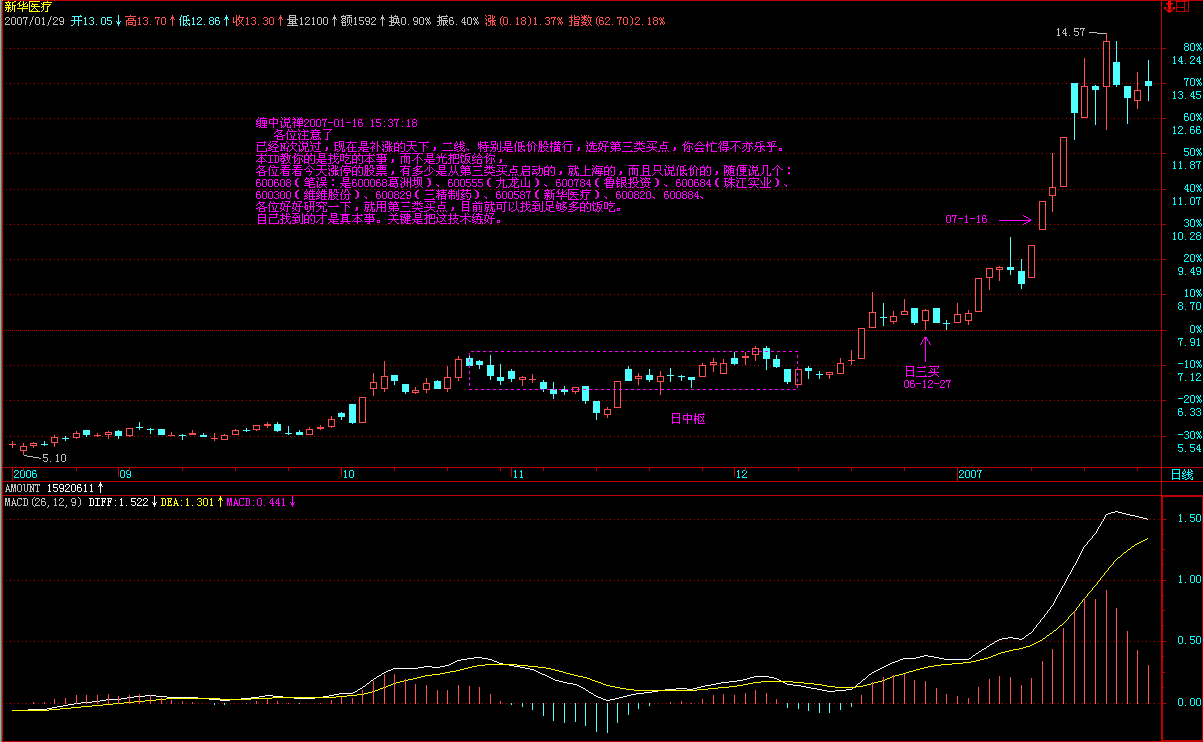 新华医疗
2007/01/29 开13.05↓高13.70↑低12.86↑收13.30↑量12100↑额1592↑换0.90% 振6.40% 涨(0.18)1.37% 指数(62.70)2.18%
14.57
80%
14.24
70%
13.45
60%
12.66
50%
11.87
40%
11.07
30%
10.28
20%
9.49
10%
8.70
0%
7.91
-10%
7.12
-20%
6.33
-30%
5.54
缠中说禅2007-01-16 15:37:18
各位注意了
已经N次说过，现在是补涨的天下，二线、特别是低价股横行，选好第三类买点，你会忙得不亦乐乎。
本ID教你的是找吃的本事，而不是光把饭给你，
各位看看今天涨停的股票，有多少是从第三类买点启动的，就上海的，而且只说低价的，随便说几个：
600608（笔误：是600068葛洲坝）、600555（九龙山）、600784（鲁银投资）、600684（珠江实业）、
600300（维维股份）、600829（三精制药）、600587（新华医疗）、600820、600884、
各位好好研究一下，就用第三类买点，目前就可以找到足够多的饭吃。
自己找到的才是真本事。关键是把这技术练好。
07-1-16
日三买
06-12-27
日中枢
5.10
2006 09 10 11 12 2007 日线
AMOUNT 15920611↑
MACD(26,12,9) DIFF:1.522↓DEA:1.301↑MACD:0.441↓
1.50
1.00
0.50
0.00